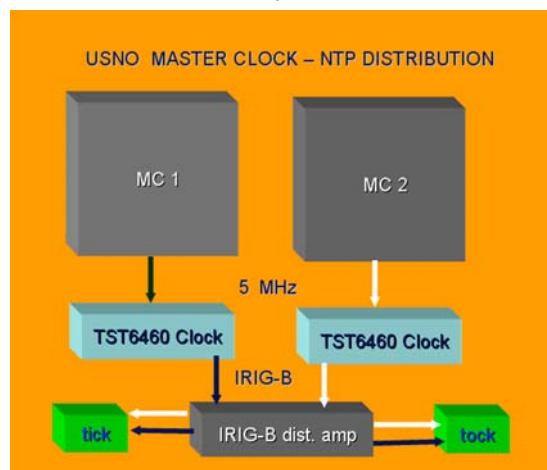 USNO MASTER CLOCK – NTP DISTRIBUTION
MC 1
MC 2
5 MHz
TST6460 Clock
TST6460 Clock
IRIG-B
tick
IRIG-B dist. amp
tock